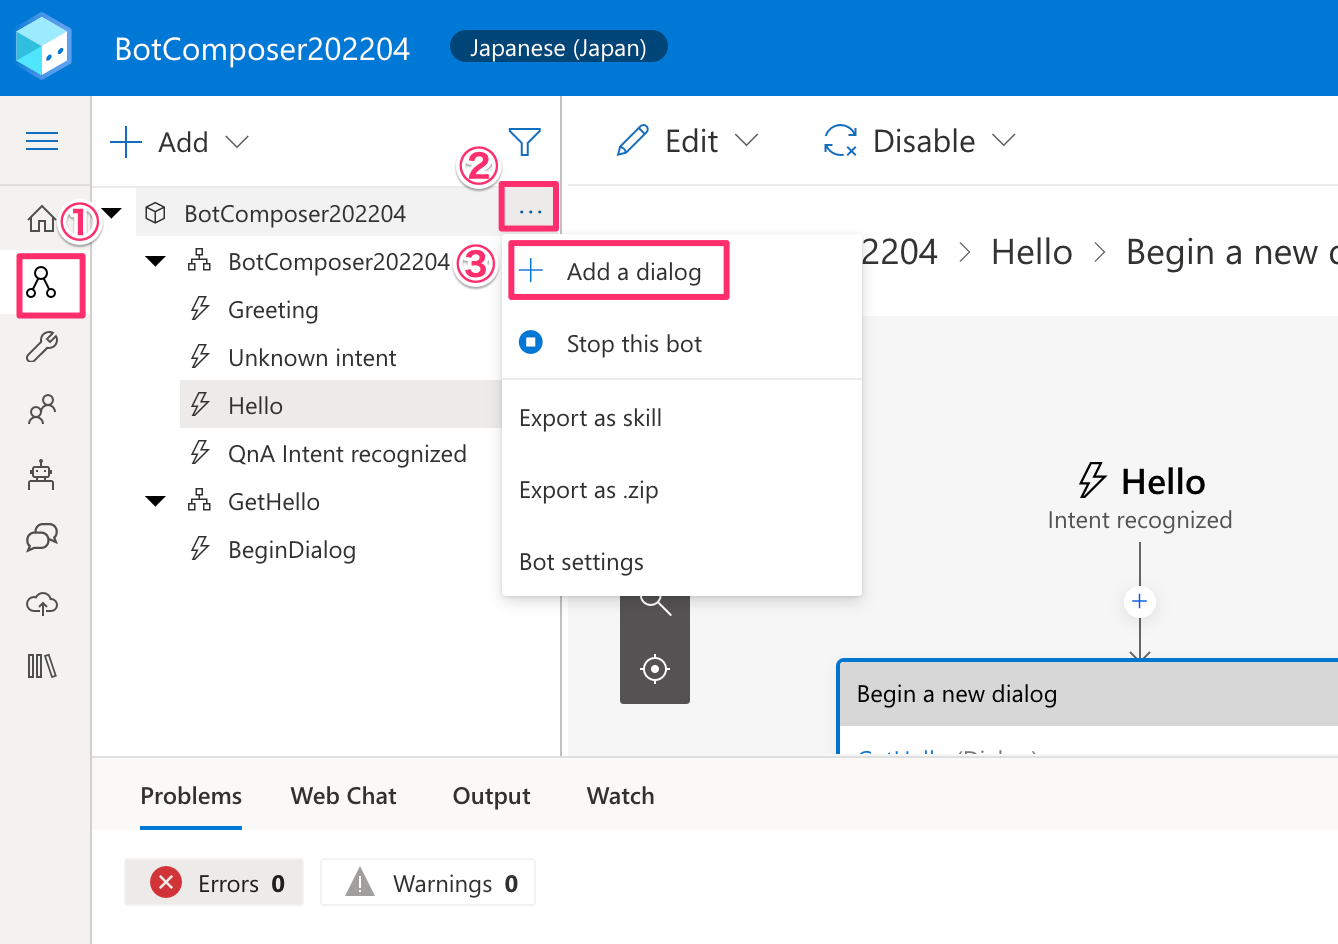 BotComposer202204
Japanese (Japan)
Add
Edit
Disable
②
①
BotComposer202204
...
BotComposer202204
③
Add a dialog
2204 > Hello > Begin a new
Greeting
Unknown intent
Stop this bot
Hello
Export as skill
QnA Intent recognized
Export as .zip
GetHello
BeginDialog
Bot settings
Hello
Intent recognized
Begin a new dialog
Problems
Web Chat
Output
Watch
Errors 0
Warnings 0